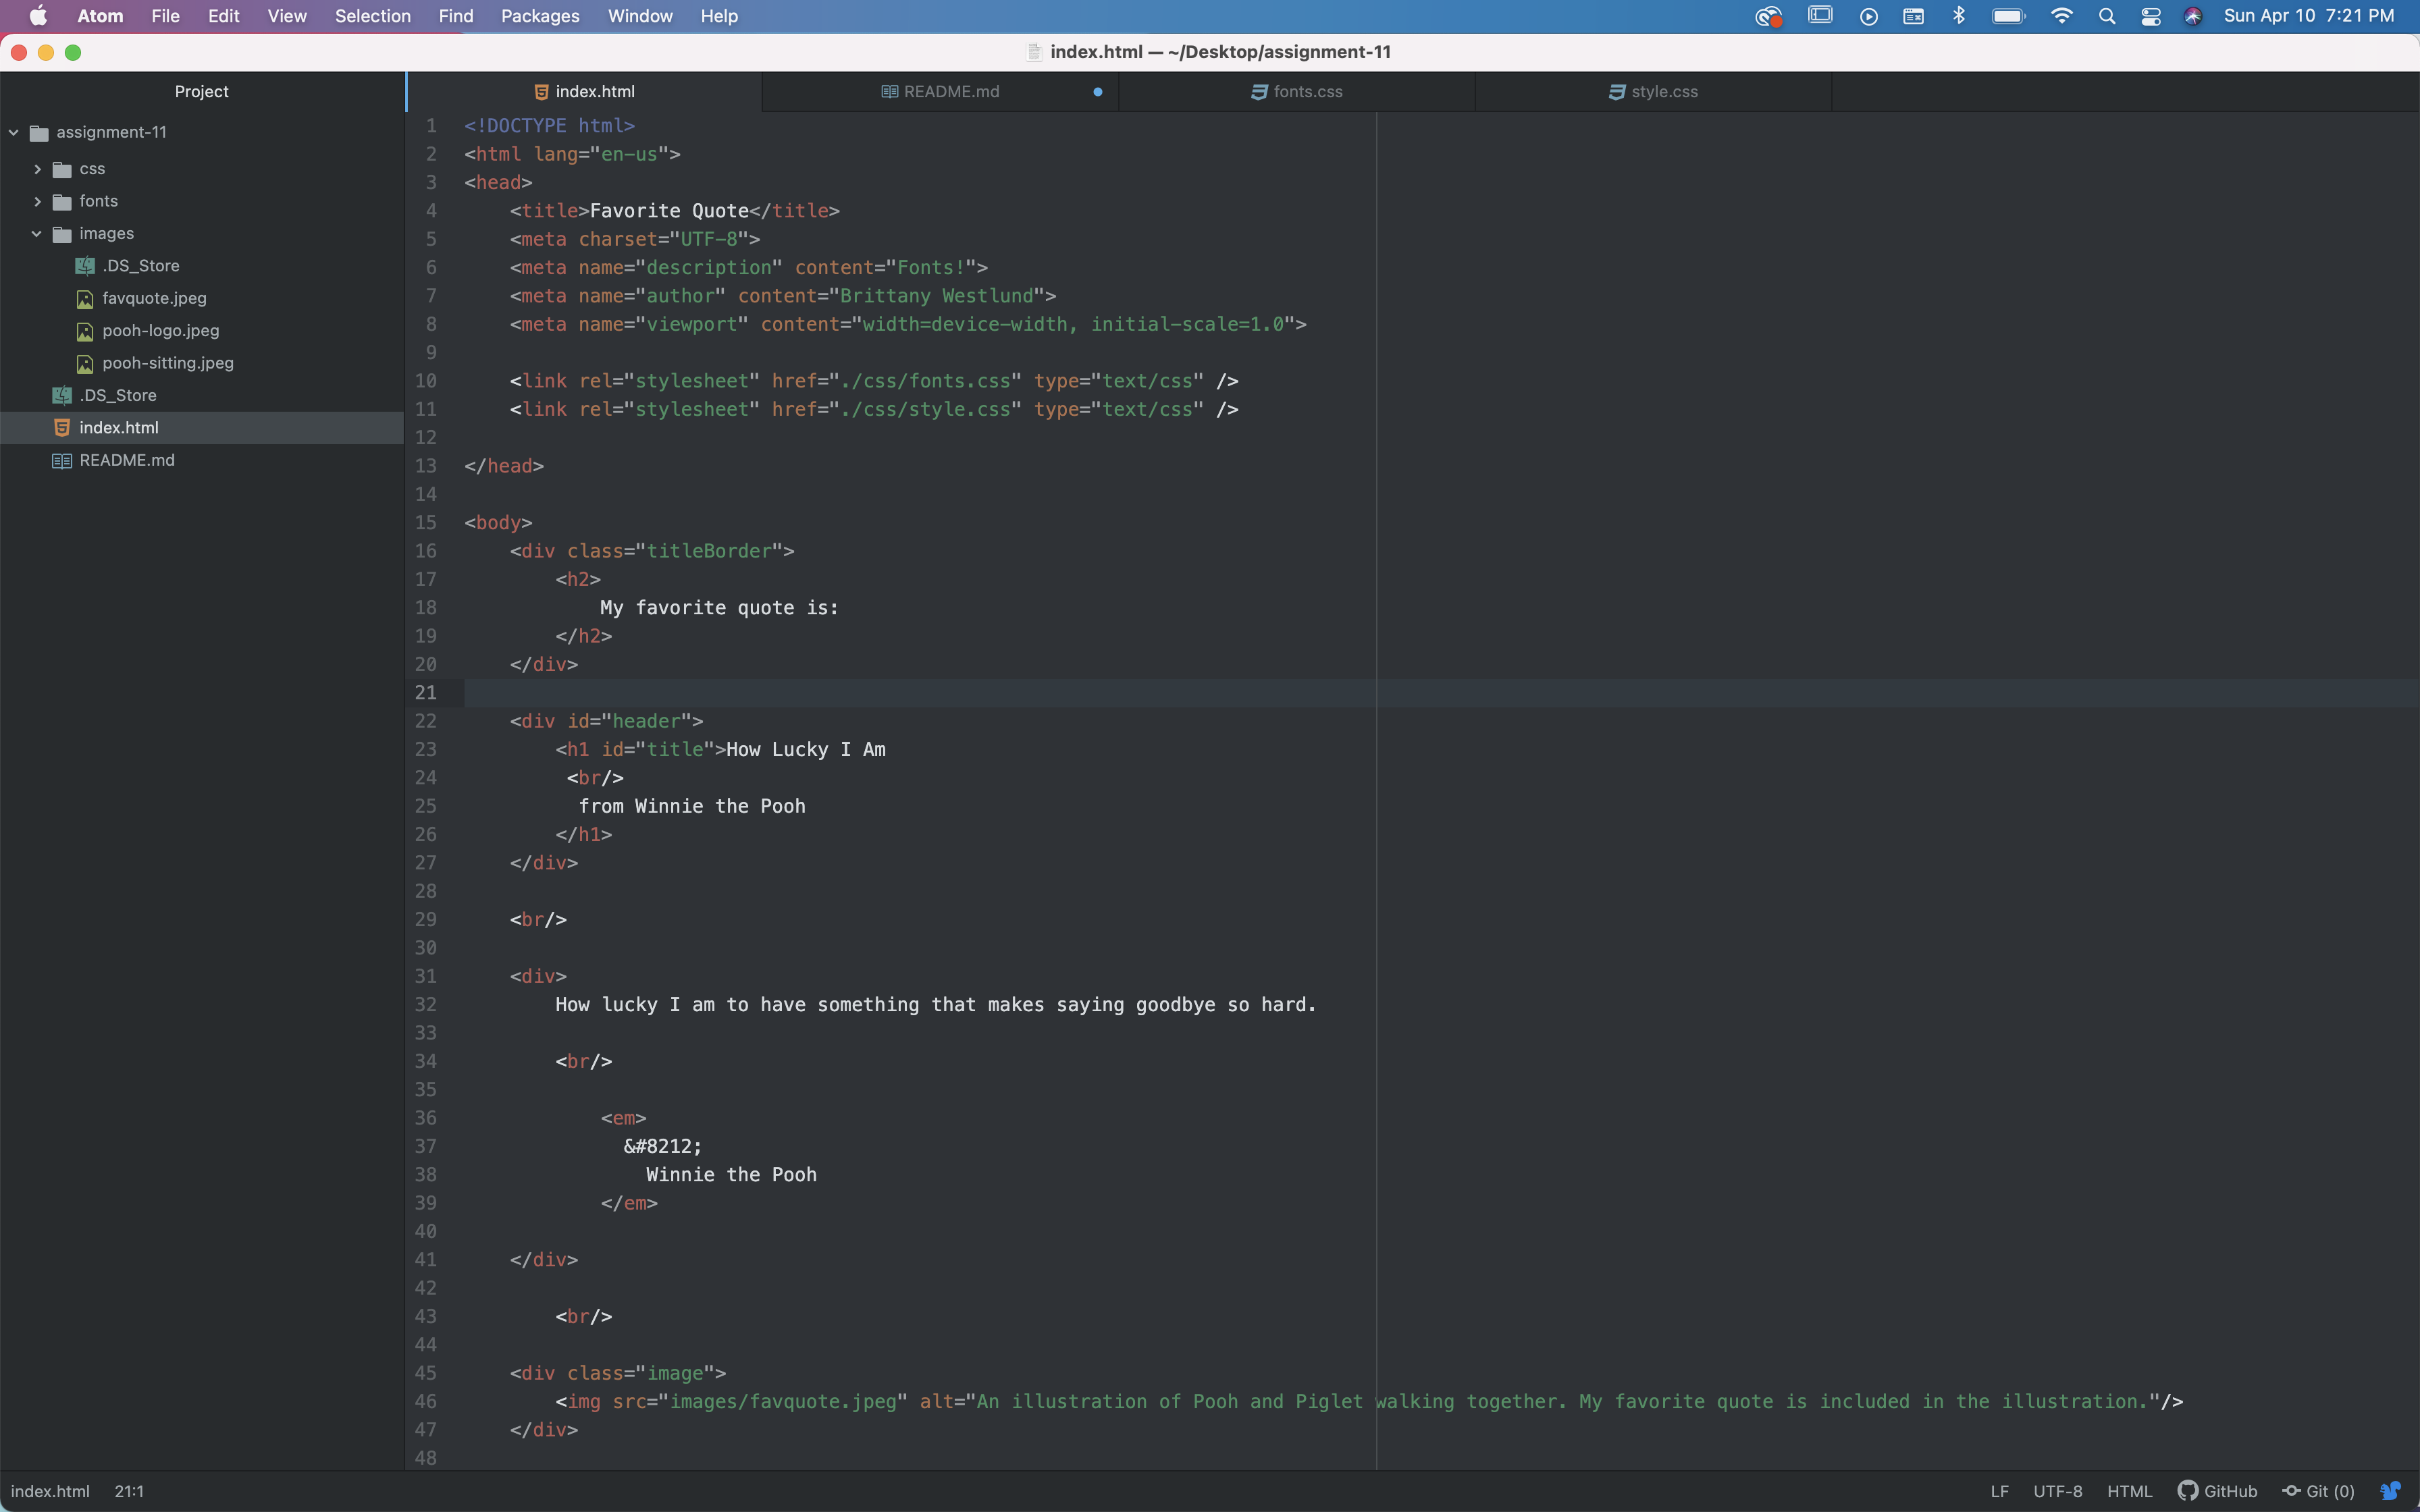 Atom File Edit View Selection Find Packages Window Help Sun Apr 10 7:21 PM
index.html — ~/Desktop/assignment-11
Project
assignment-11
css
fonts
images
.DS_Store
favquote.jpeg
pooh-logo.jpeg
pooh-sitting.jpeg
.DS_Store
index.html
README.md
index.html README.md fonts.css style.css
1 <!DOCTYPE html>
2 <html lang="en-us">
3 <head>
4 <title>Favorite Quote</title>
5 <meta charset="UTF-8">
6 <meta name="description" content="Fonts!">
7 <meta name="author" content="Brittany Westlund">
8 <meta name="viewport" content="width=device-width, initial-scale=1.0">
9
10 <link rel="stylesheet" href="./css/fonts.css" type="text/css" />
11 <link rel="stylesheet" href="./css/style.css" type="text/css" />
12
13 </head>
14
15 <body>
16 <div class="titleBorder">
17 <h2>
18 My favorite quote is:
19 </h2>
20 </div>
21
22 <div id="header">
23 <h1 id="title">How Lucky I Am
24 <br/>
25 from Winnie the Pooh
26 </h1>
27 </div>
28
29 <br/>
30
31 <div>
32 How lucky I am to have something that makes saying goodbye so hard.
33
34 <br/>
35
36 <em>
37 &#8212;
38 Winnie the Pooh
39 </em>
40
41 </div>
42
43 <br/>
44
45 <div class="image">
46 <img src="images/favquote.jpeg" alt="An illustration of Pooh and Piglet walking together. My favorite quote is included in the illustration."/>
47 </div>
48
index.html 21:1 LF UTF-8 HTML GitHub Git (0)